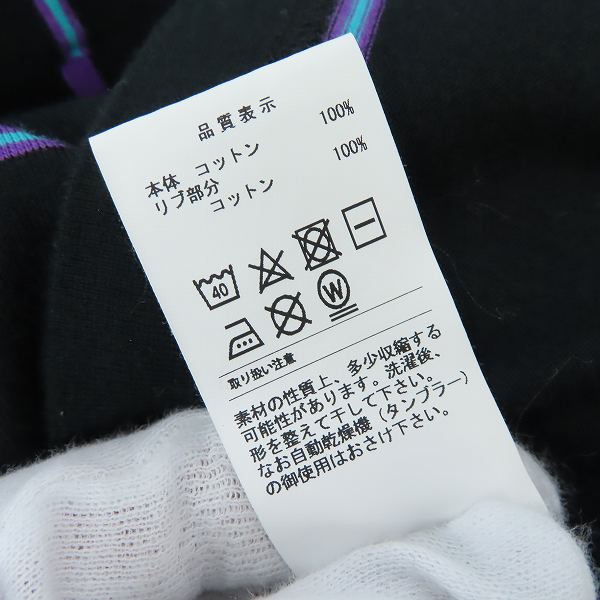 品質表示
本体 コットン 100%
リブ部分
コットン 100%
40
W
取り扱い注意
素材の性質上、多少収縮する
可能性があります。洗濯後、
形を整えて干して下さい。
なお自動乾燥機(タンブラー)
の御使用はおさけ下さい。